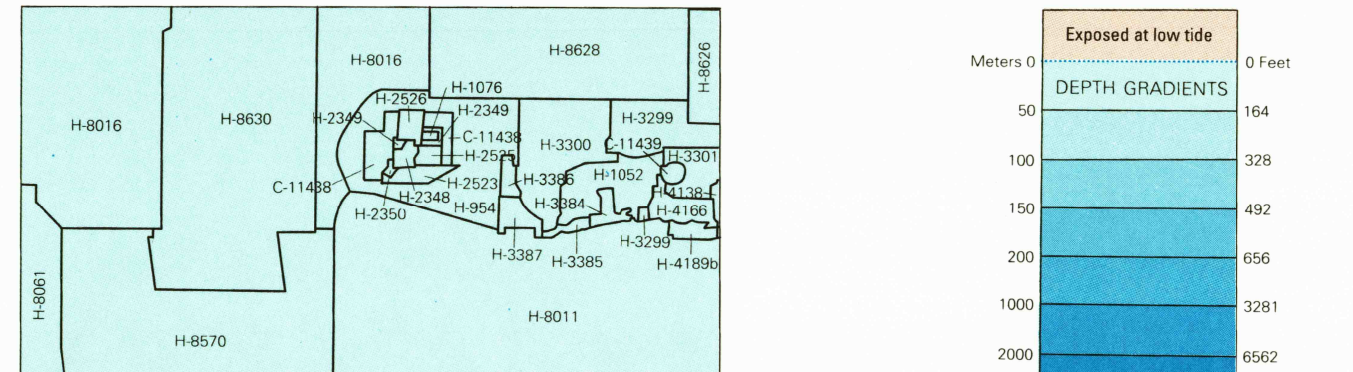 H-8016
H-8630
H-8016
H-8628
H-8626
H-2526
H-1076
H-2349
H-2349
C-11438
H-2525
C-11438
H-2350
H-2348
H-2523
H-954
H-3386
H-3300
H-3299
C-11439
H-3301
H-1052
H-3384
H-4138
H-4166
H-3299
H-4189b
H-3387
H-3385
H-8061
H-8570
H-8011
Exposed at low tide
Meters 0
0 Feet
DEPTH GRADIENTS
50
164
100
328
150
492
200
656
1000
3281
2000
6562